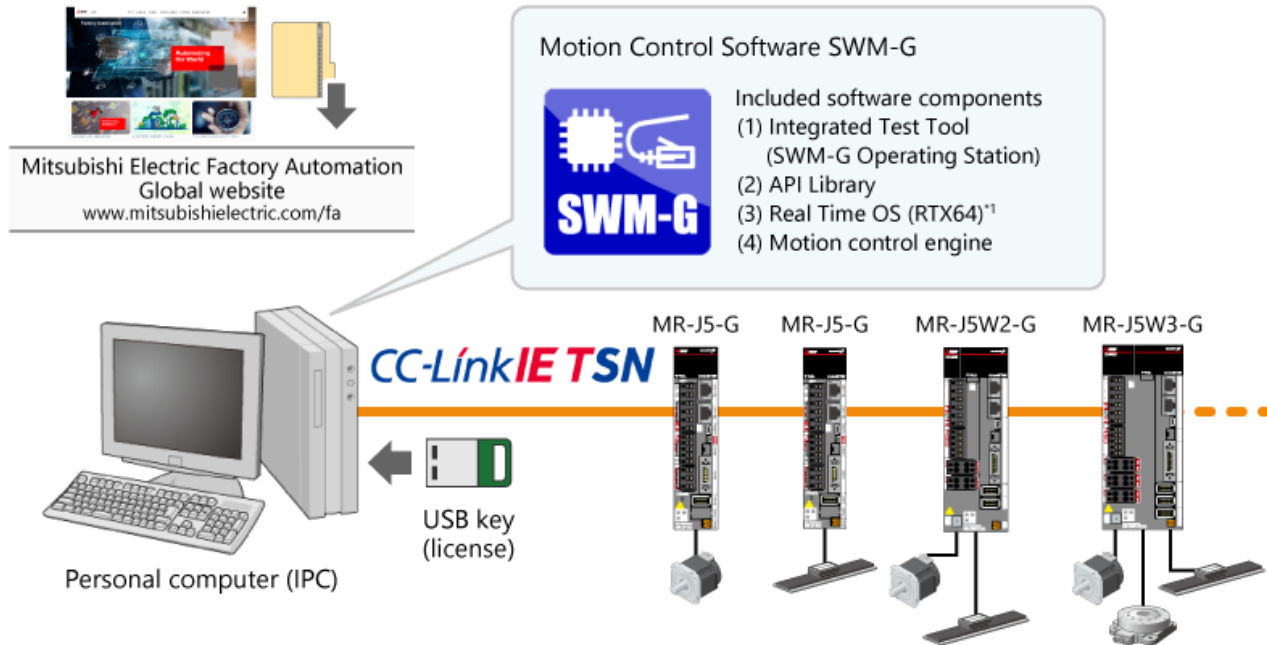 Factory Automation
Automating
the World
Mitsubishi Electric Factory Automation
Global website
www.mitsubishielectric.com/fa
Motion Control Software SWM-G
SWM-G
Included software components
(1) Integrated Test Tool
(SWM-G Operating Station)
(2) API Library
(3) Real Time OS (RTX64)*1
(4) Motion control engine
MR-J5-G
MR-J5-G
MR-J5W2-G
MR-J5W3-G
CC-Link IE TSN
USB key
(license)
Personal computer (IPC)